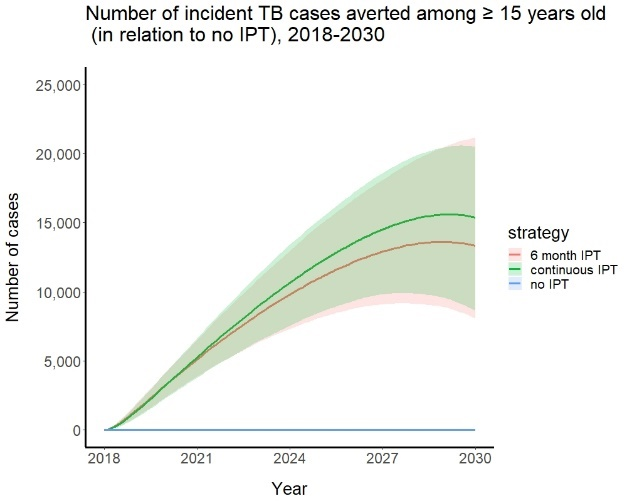 Number of incident TB cases averted among ≥ 15 years old
(in relation to no IPT), 2018-2030
25,000
20,000
15,000
10,000
5,000
0
Number of cases
2018 2021 2024 2027 2030
Year
strategy
6 month IPT
continuous IPT
no IPT